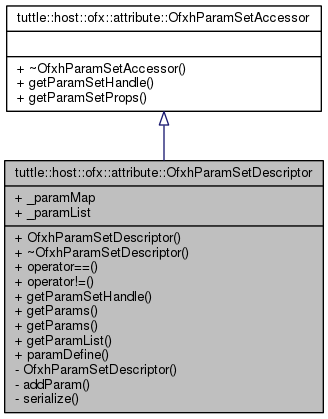 tuttle::host::ofx::attribute::OfxhParamSetAccessor
+ ~OfxhParamSetAccessor()
+ getParamSetHandle()
+ getParamSetProps()
tuttle::host::ofx::attribute::OfxhParamSetDescriptor
+ _paramMap
+ _paramList
+ OfxhParamSetDescriptor()
+ ~OfxhParamSetDescriptor()
+ operator==()
+ operator!=()
+ getParamSetHandle()
+ getParams()
+ getParams()
+ getParamList()
+ paramDefine()
- OfxhParamSetDescriptor()
- addParam()
- serialize()